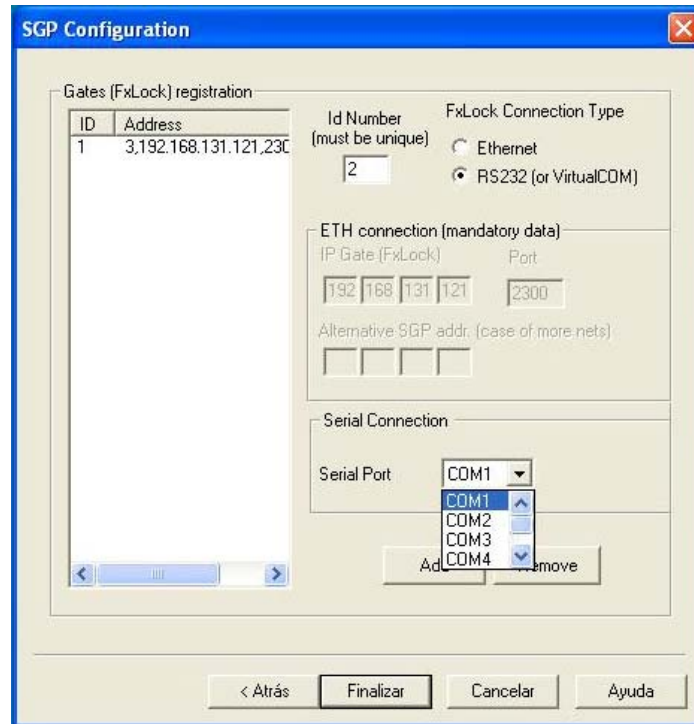 SGP Configuration
Gates (FxLock) registration
ID Address
1 3,192.168.131.121,230
Id Number
(must be unique)
2
FxLock Connection Type
Ethernet
RS232 (or VirtualCOM)
ETH connection (mandatory data)
IP Gate (FxLock) Port
192 168 131 121 2300
Alternative SGP addr. (case of more nets)
Serial Connection
Serial Port COM1
COM1
COM2
COM3
COM4
< Atrás Finalizar Cancelar Ayuda